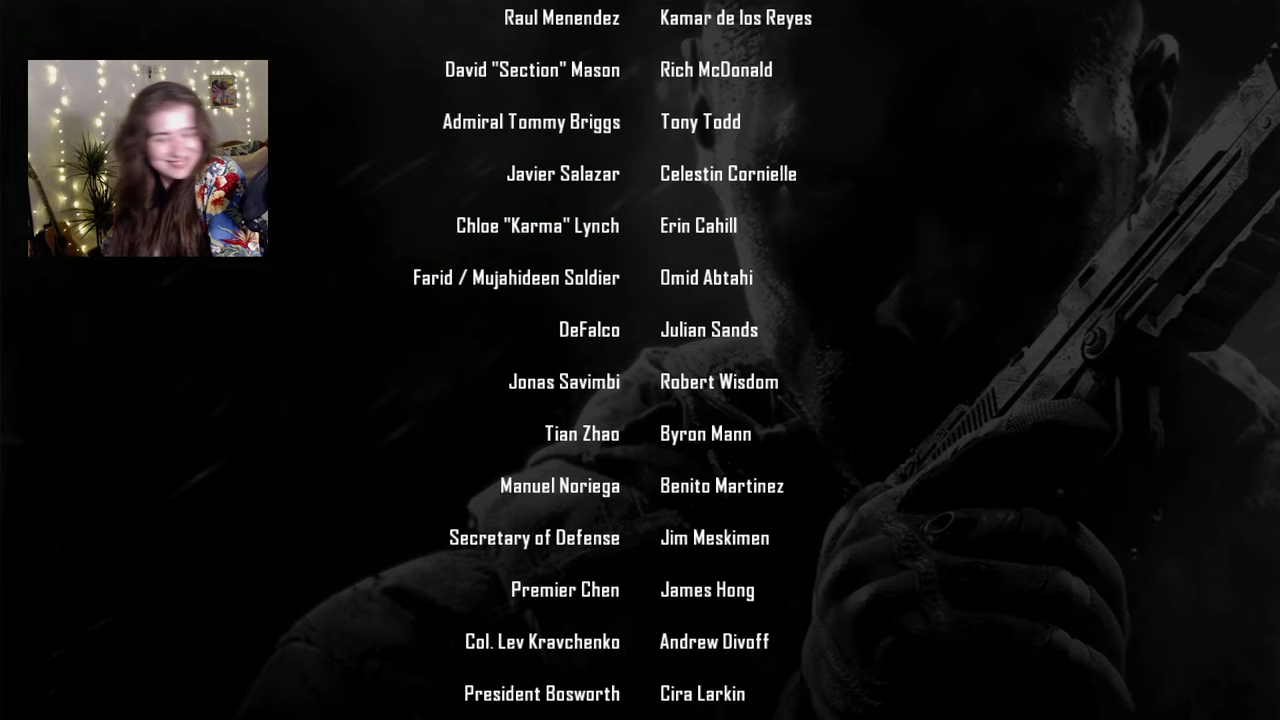 Raul Menendez Kamar de los Reyes
David "Section" Mason Rich McDonald
Admiral Tommy Briggs Tony Todd
Javier Salazar Celestin Cornielle
Chloe "Karma" Lynch Erin Cahill
Farid / Mujahideen Soldier Omid Abtahi
DeFalco Julian Sands
Jonas Savimbi Robert Wisdom
Tian Zhao Byron Mann
Manuel Noriega Benito Martinez
Secretary of Defense Jim Meskimen
Premier Chen James Hong
Col. Lev Kravchenko Andrew Divoff
President Bosworth Cira Larkin